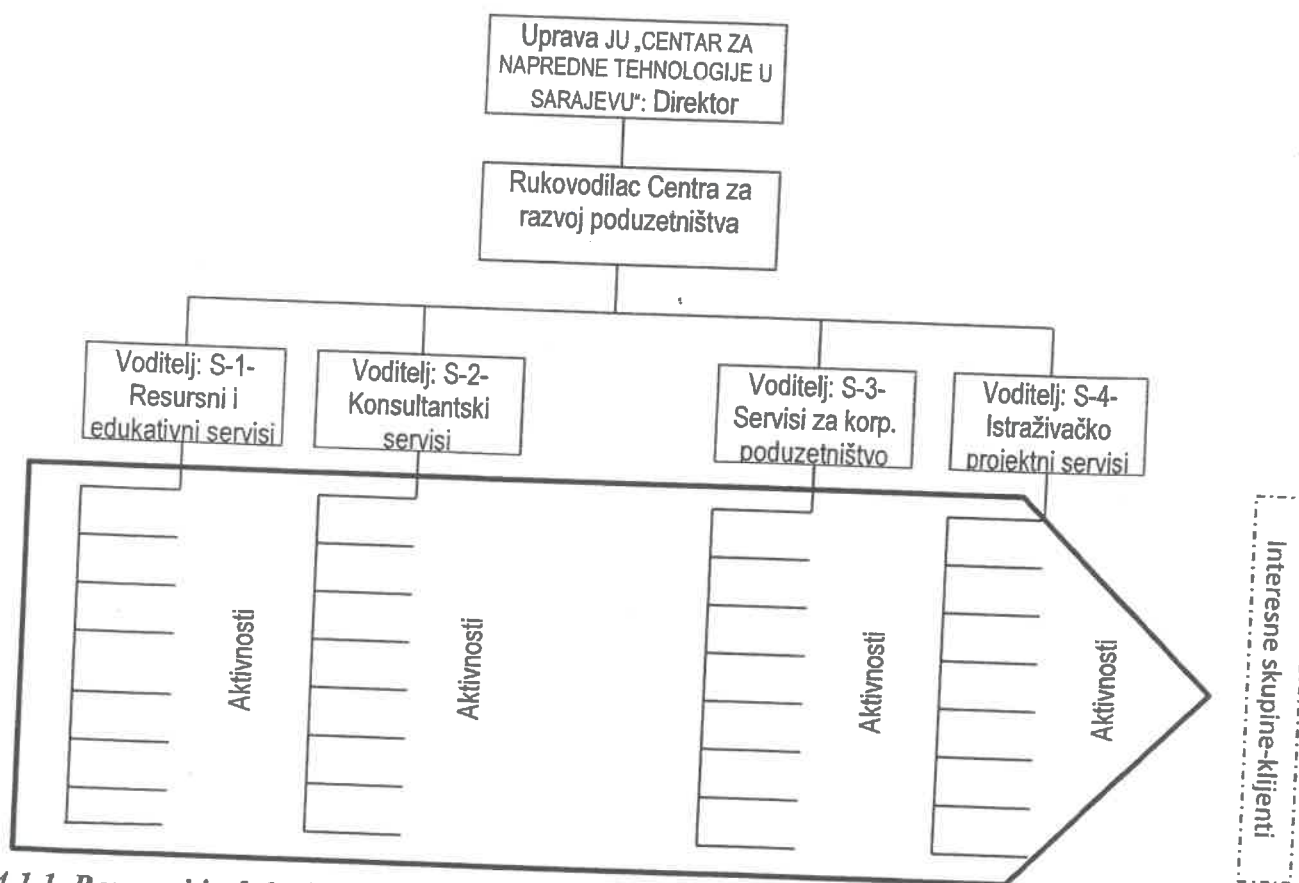 Uprava JU „CENTAR ZA
NAPREDNE TEHNOLOGIJE U
SARAJEVU“: Direktor
Rukovodilac Centra za
razvoj poduzetništva
Voditelj: S-1-
Resursni i
edukativni servisi
Voditelj: S-2-
Konsultantski
servisi
Voditelj: S-3-
Servisi za korp.
poduzetništvo
Voditelj: S-4-
Istraživačko
projektni servisi
Aktivnosti
Aktivnosti
Aktivnosti
Aktivnosti
Interesne skupine-klijenti